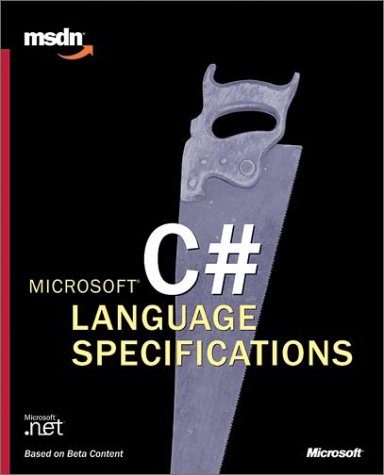 msdn
C#
MICROSOFT®
LANGUAGE
SPECIFICATIONS
Microsoft
.net
Based on Beta Content
Microsoft